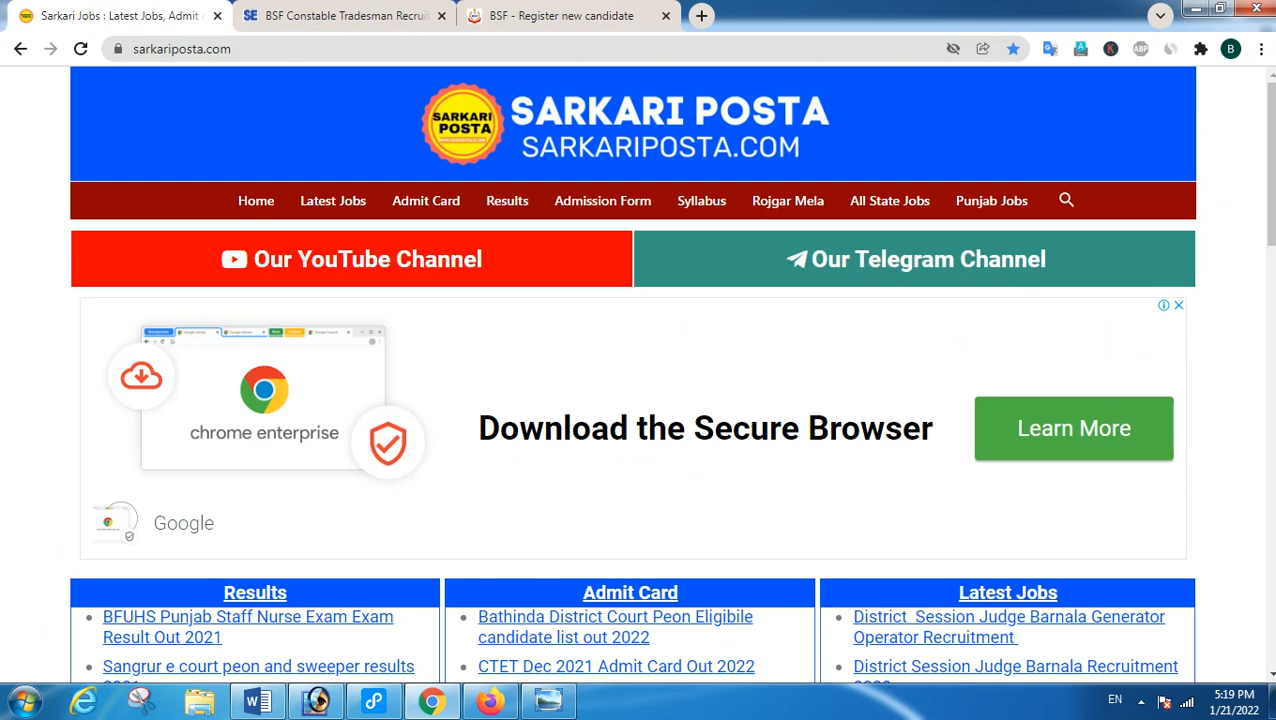 Sarkari Jobs : Latest Jobs, Admit
BSF Constable Tradesman Recruit
BSF - Register new candidate
sarkariposta.com
B
SARKARI POSTA
SARKARI POSTA
SARKARIPOSTA.COM
Home Latest Jobs Admit Card Results Admission Form Syllabus Rojgar Mela All State Jobs Punjab Jobs
Our YouTube Channel
Our Telegram Channel
chrome enterprise
Download the Secure Browser
Learn More
Google
Results
BFUHS Punjab Staff Nurse Exam Exam
Result Out 2021
Sangrur e court peon and sweeper results
Admit Card
Bathinda District Court Peon Eligibile
candidate list out 2022
CTET Dec 2021 Admit Card Out 2022
Latest Jobs
District Session Judge Barnala Generator
Operator Recruitment
District Session Judge Barnala Recruitment
EN
5:19 PM
1/21/2022